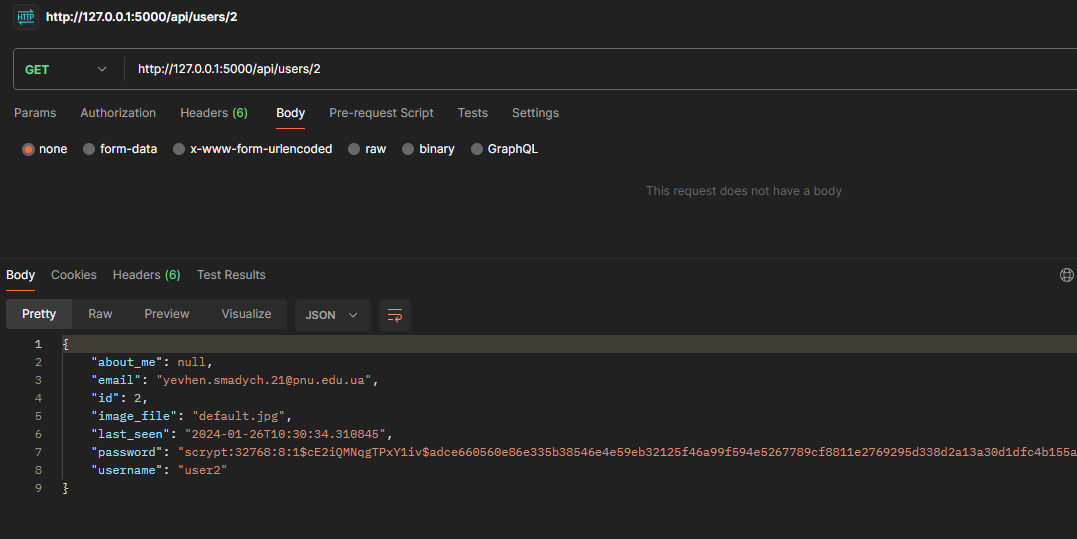 HTTP http://127.0.0.1:5000/api/users/2
GET http://127.0.0.1:5000/api/users/2
Params Authorization Headers (6) Body Pre-request Script Tests Settings
none form-data x-www-form-urlencoded raw binary GraphQL
This request does not have a body
Body Cookies Headers (6) Test Results
Pretty Raw Preview Visualize JSON
1 {
2 "about_me": null,
3 "email": "yevhen.smadych.21@pnu.edu.ua",
4 "id": 2,
5 "image_file": "default.jpg",
6 "last_seen": "2024-01-26T10:30:34.310845",
7 "password": "scrypt:32768:8:1$cE2iQMNqgTPxY1iv$adce660560e86e335b38546e4e59eb32125f46a99f594e5267789cf8811e2769295d338d2a13a30d1dfc4b155a
8 "username": "user2"
9 }